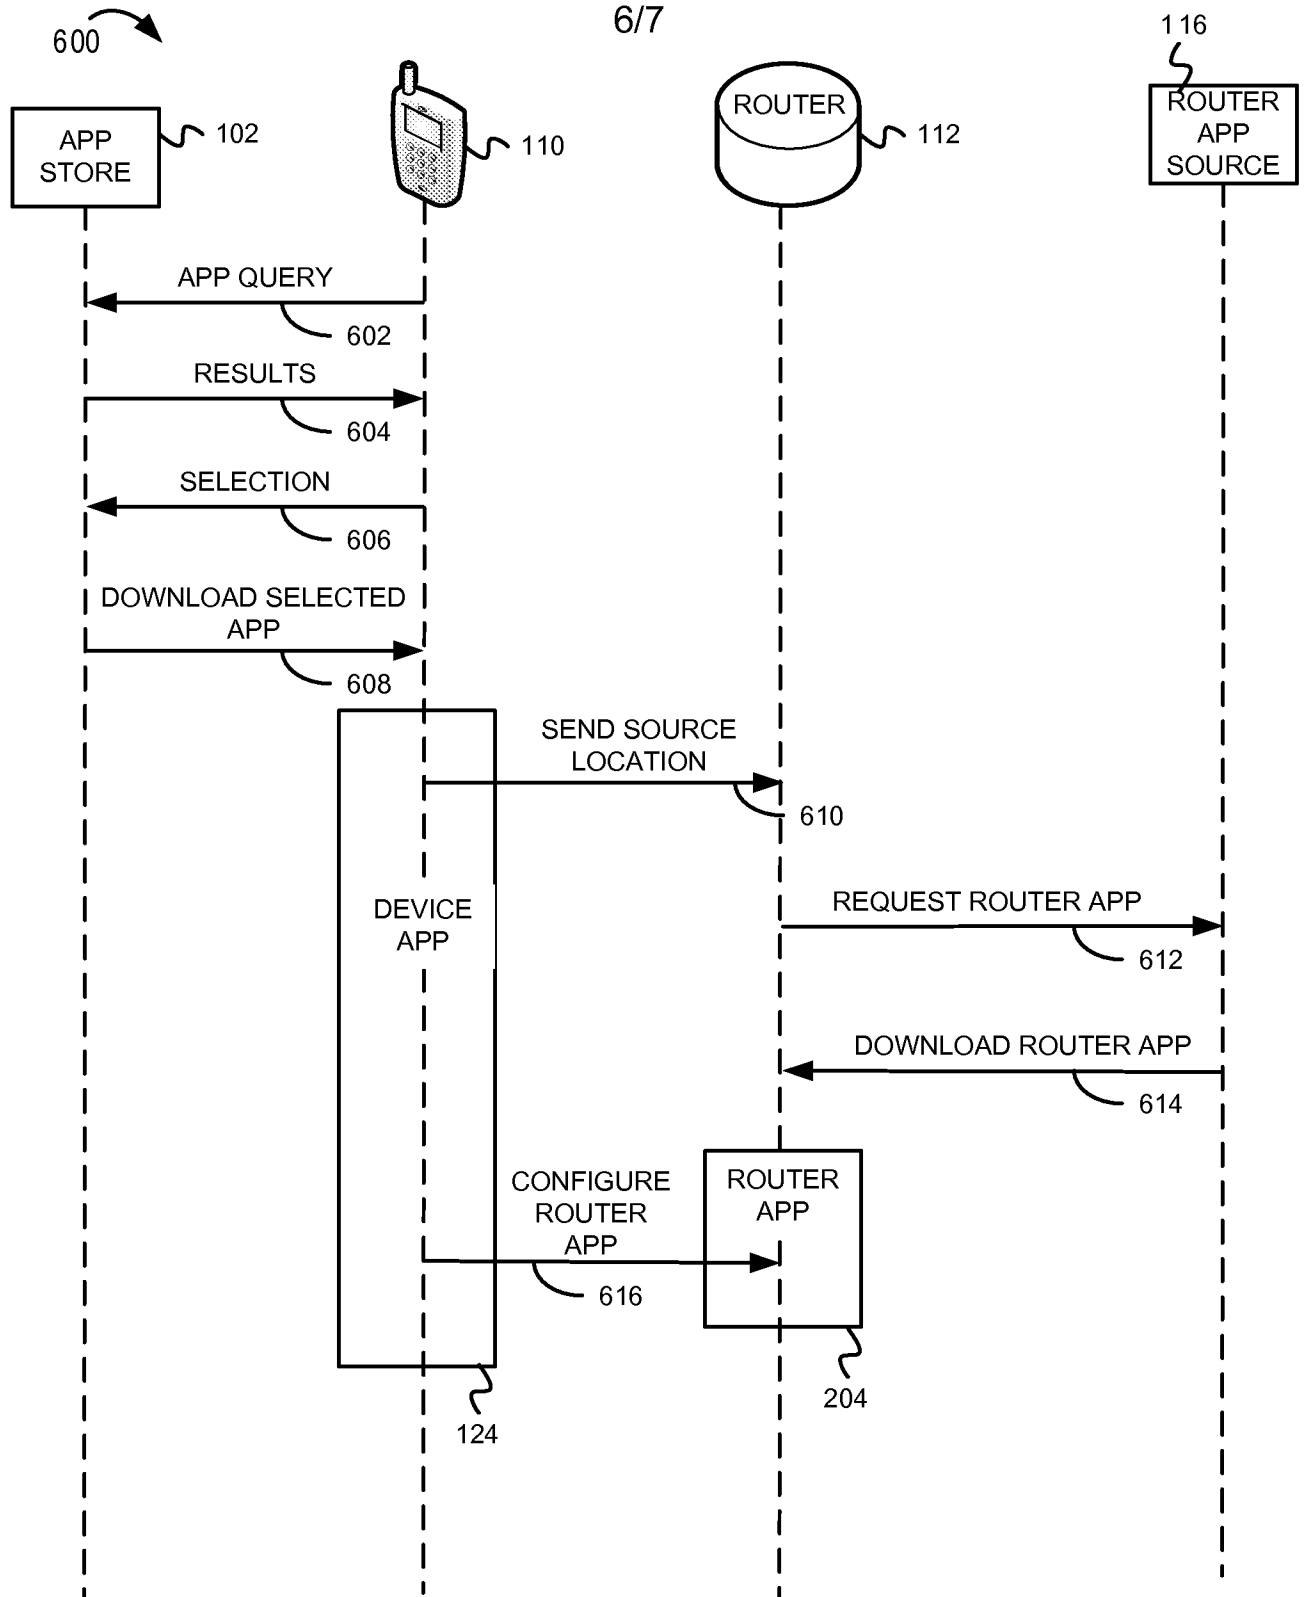 6/7
600
116
APP
STORE
102
110
ROUTER
112
ROUTER
APP
SOURCE
APP QUERY
602
RESULTS
604
SELECTION
606
DOWNLOAD SELECTED
APP
608
SEND SOURCE
LOCATION
610
DEVICE
APP
REQUEST ROUTER APP
612
DOWNLOAD ROUTER APP
614
CONFIGURE
ROUTER
APP
616
ROUTER
APP
204
124